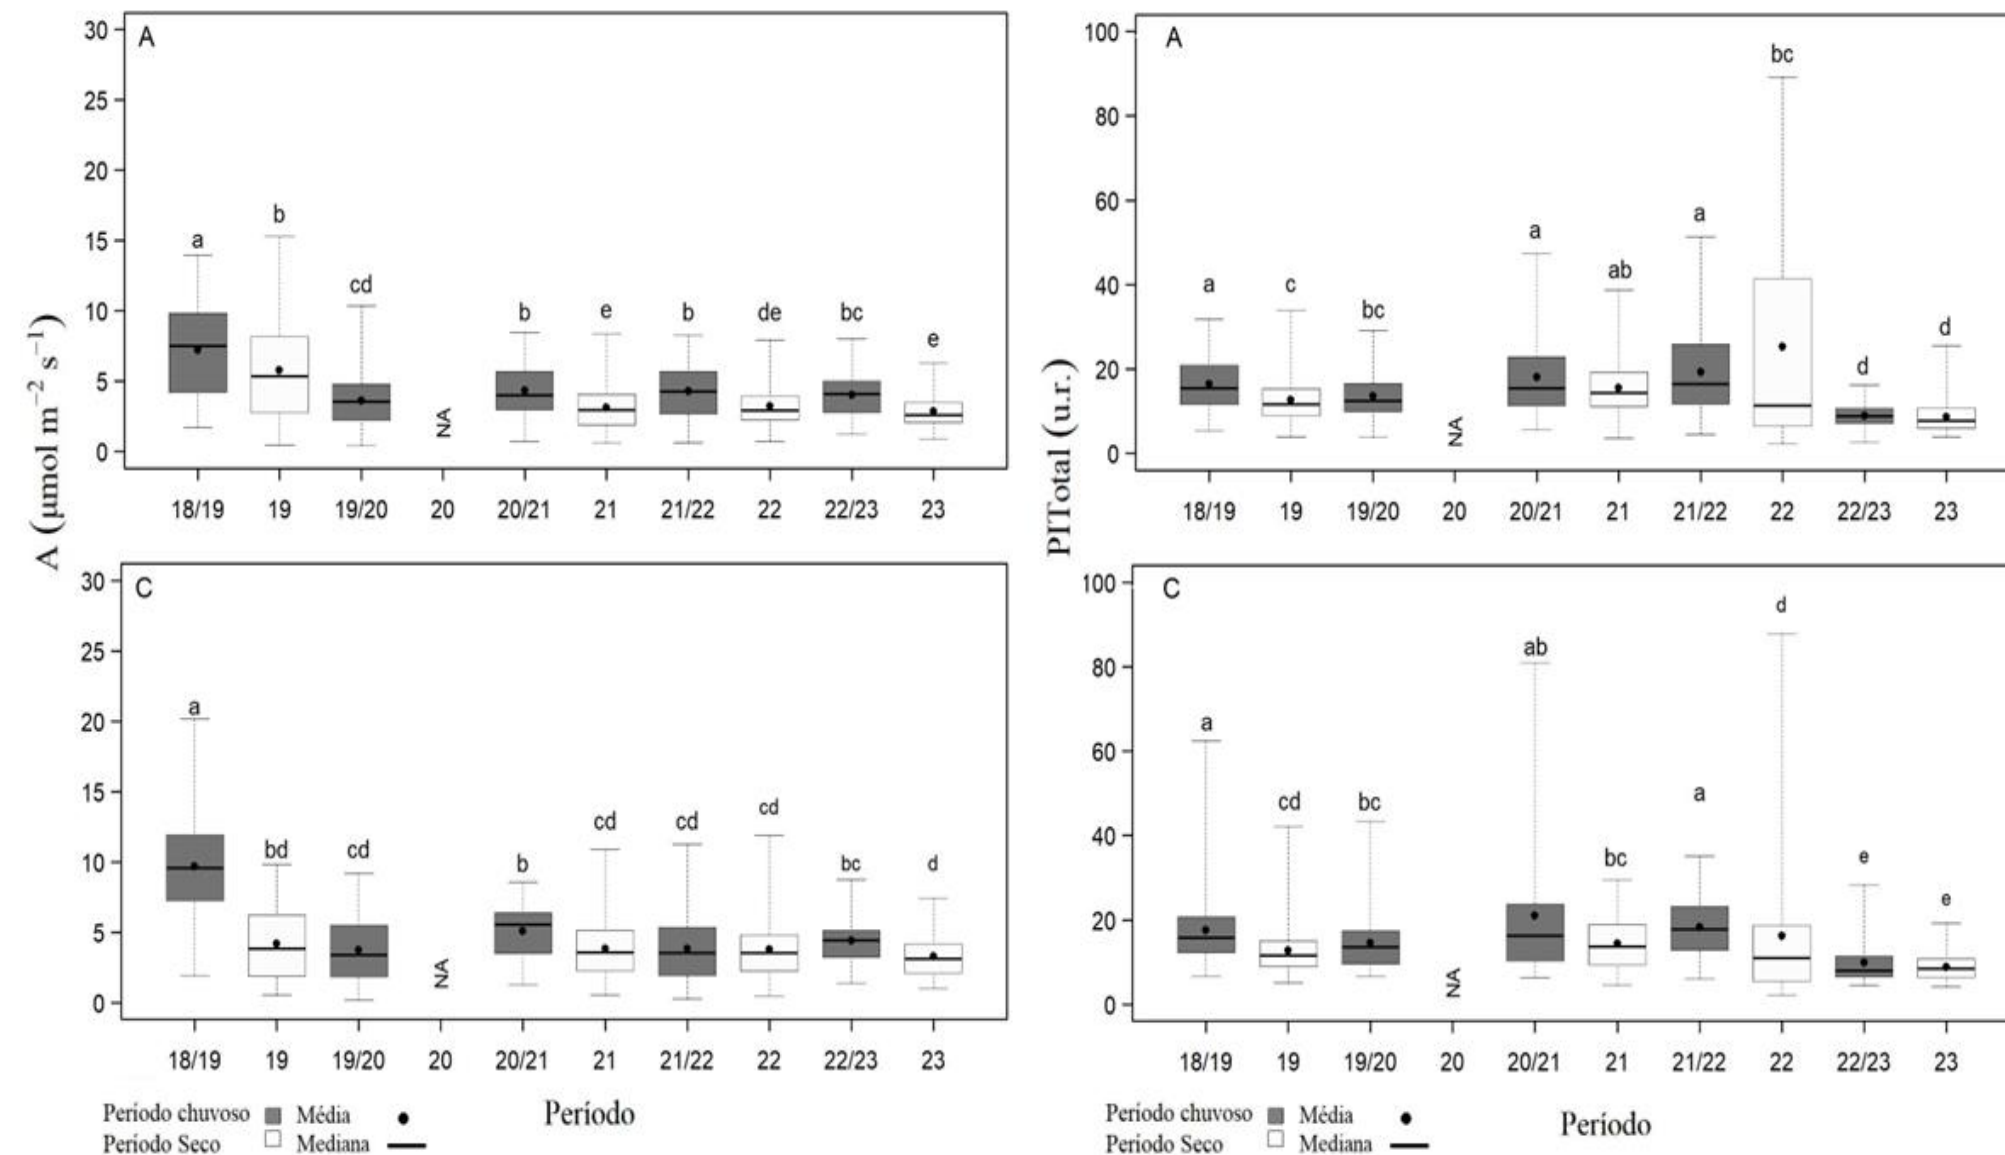 A
30
25
20
15
10
5
0
a
b
cd
NA
b
e
b
de
bc
e
18/19 19 19/20 20 20/21 21 21/22 22 22/23 23
A
100
80
60
40
20
0
a
c
bc
NA
a
ab
a
bc
d
d
18/19 19 19/20 20 20/21 21 21/22 22 22/23 23
A (µmol m⁻² s⁻¹)
PITotal (u.r.)
C
30
25
20
15
10
5
0
a
bd
cd
NA
b
cd
cd
cd
bc
d
18/19 19 19/20 20 20/21 21 21/22 22 22/23 23
C
100
80
60
40
20
0
a
cd
bc
NA
ab
bc
a
d
e
e
18/19 19 19/20 20 20/21 21 21/22 22 22/23 23
Período chuvoso Média
Período Seco Mediana
Período
Período chuvoso Média
Período Seco Mediana
Período